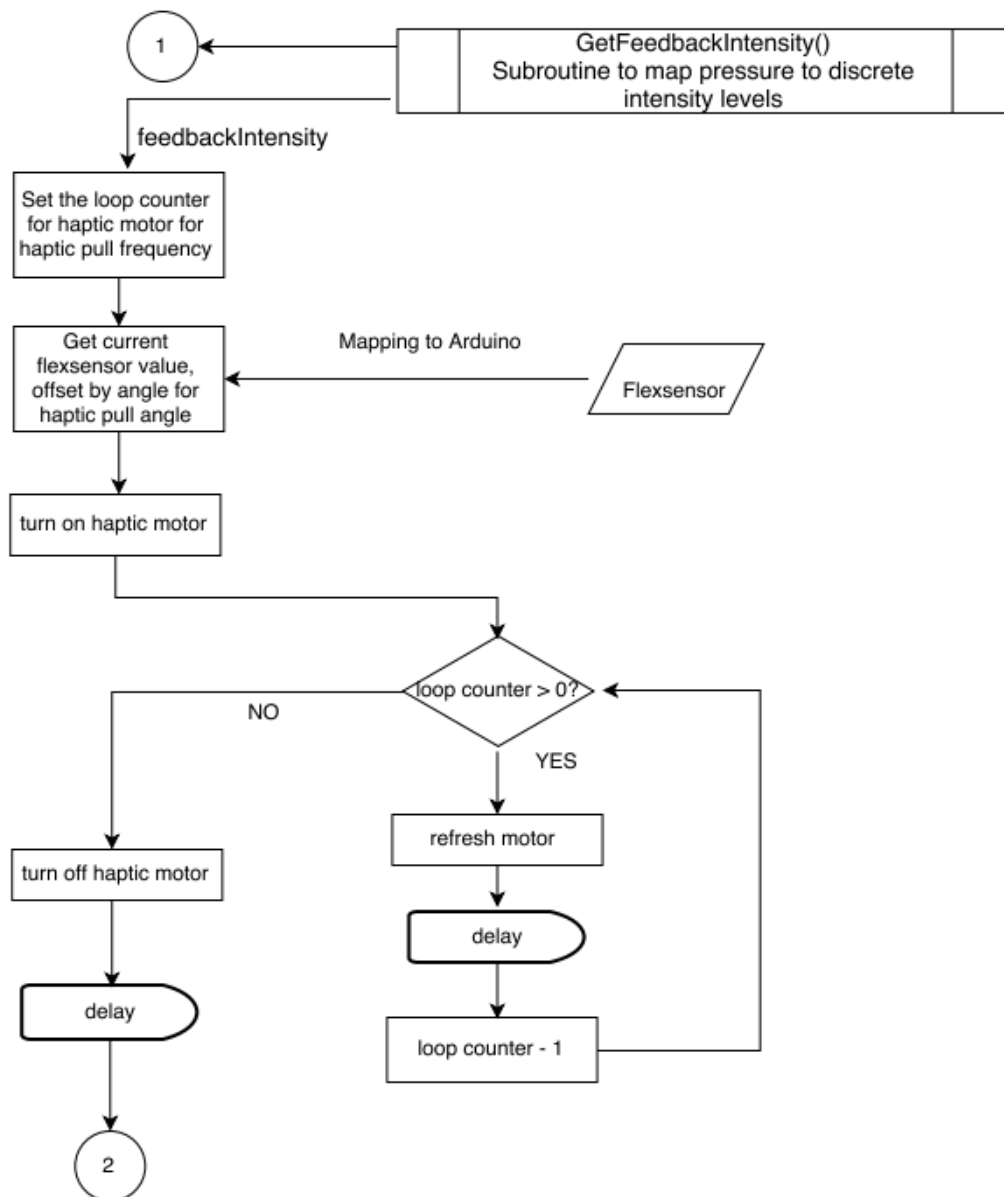 1
GetFeedbackIntensity()
Subroutine to map pressure to discrete
intensity levels
feedbackIntensity
Set the loop counter
for haptic motor for
haptic pull frequency
Get current
flexsensor value,
offset by angle for
haptic pull angle
Mapping to Arduino
Flexsensor
turn on haptic motor
loop counter > 0?
NO
YES
refresh motor
turn off haptic motor
delay
delay
loop counter - 1
2